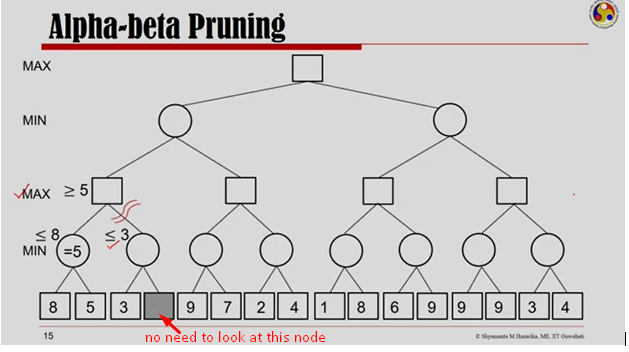 Alpha-beta Pruning
MAX
MIN
MAX ≥ 5
≤ 8 ≤ 3
MIN =5
8 5 3 9 7 2 4 1 8 6 9 9 9 3 4
15 no need to look at this node © Shyamanta M Hazarika, ME, IIT Guwahati